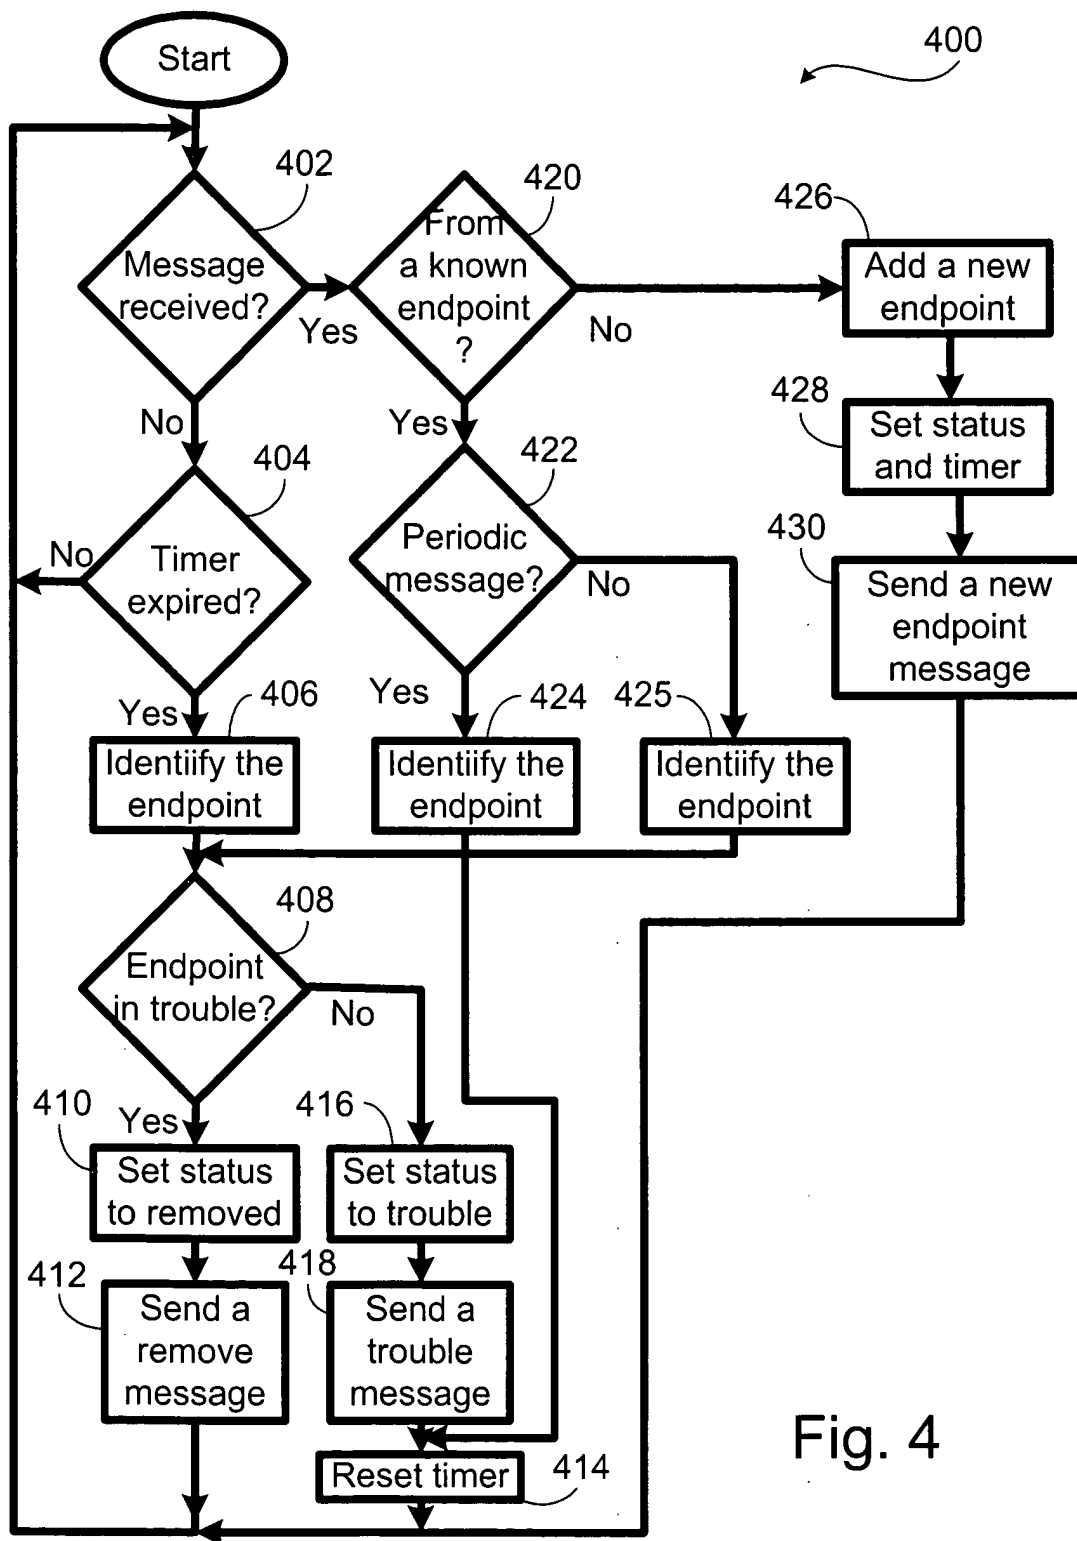 Start
400
402
Message
received?
Yes
No
420
From
a known
endpoint
?
No
Yes
426
Add a new
endpoint
428
Set status
and timer
430
Send a new
endpoint
message
404
Timer
expired?
No
Yes
422
Periodic
message?
No
Yes
406
Identiify the
endpoint
424
Identiify the
endpoint
425
Identiify the
endpoint
408
Endpoint
in trouble?
No
Yes
410
Set status
to removed
416
Set status
to trouble
412
Send a
remove
message
418
Send a
trouble
message
Reset timer
414
Fig. 4